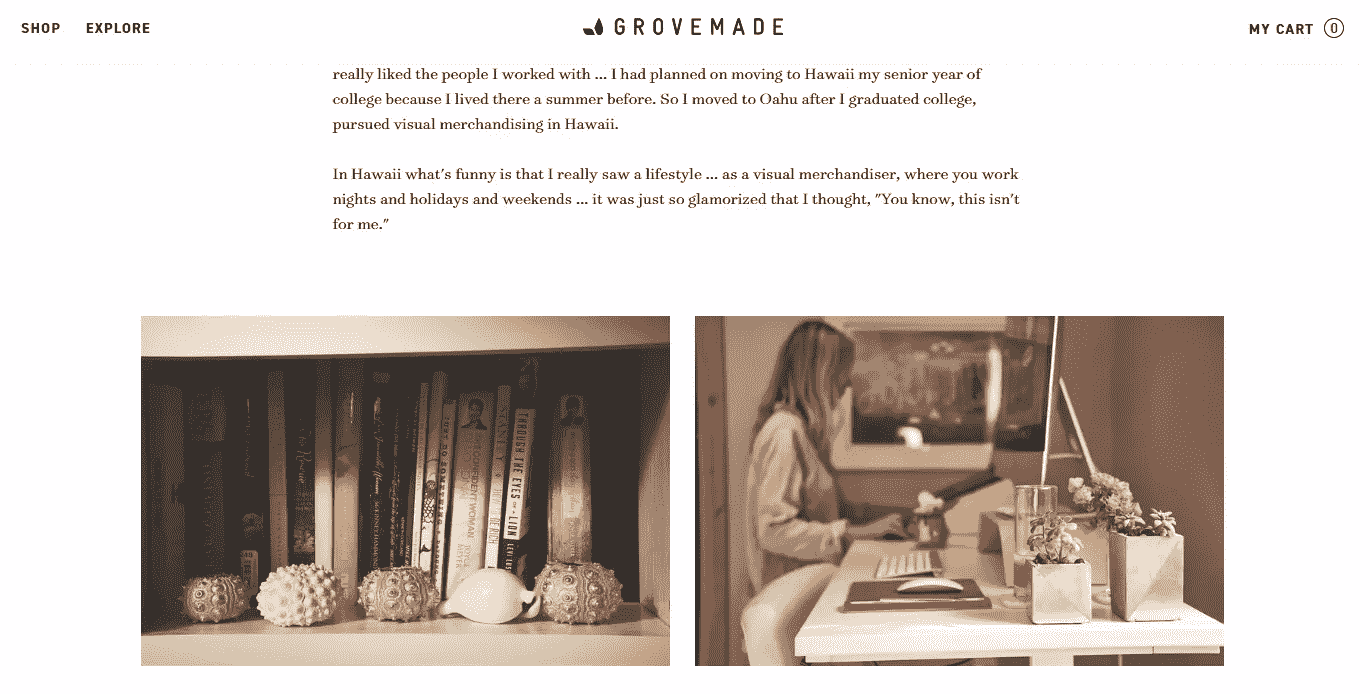 SHOP EXPLORE GROVEMADE MY CART 0
really liked the people I worked with ... I had planned on moving to Hawaii my senior year of
college because I lived there a summer before. So I moved to Oahu after I graduated college,
pursued visual merchandising in Hawaii.
In Hawaii what's funny is that I really saw a lifestyle ... as a visual merchandiser, where you work
nights and holidays and weekends ... it was just so glamorized that I thought, "You know, this isn't
for me."
THROUGH THE EYES OF A LION